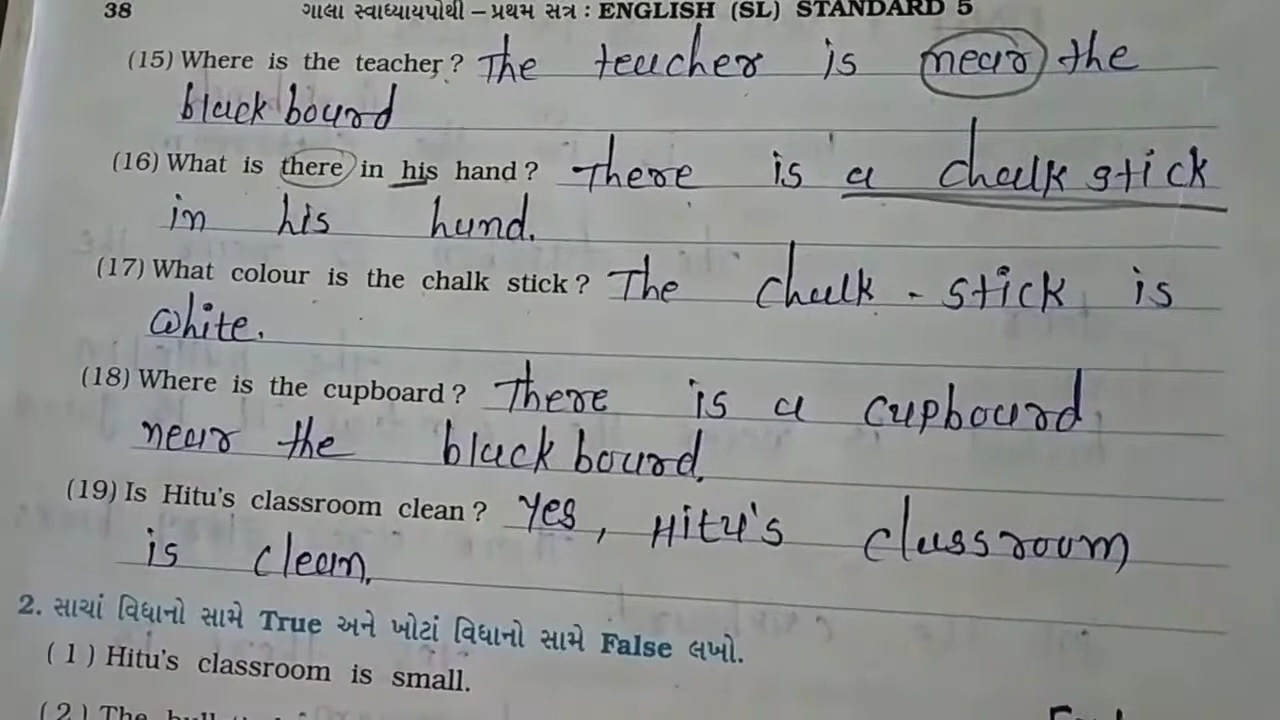 38 ગાલા સ્વાધ્યાયપોથી – પ્રથમ સત્ર : ENGLISH (SL) STANDARD 5
(15) Where is the teacher? The teacher is near the
black board
(16) What is there in his hand? There is a chalk stick
in his hand.
(17) What colour is the chalk stick? The chalk - stick is
white.
(18) Where is the cupboard? There is a cupboard
near the black board.
(19) Is Hitu's classroom clean? Yes, Hitu's classroom
is clean.
2. સાચાં વિધાનો સામે True અને ખોટાં વિધાનો સામે False લખો.
(1) Hitu's classroom is small.
(2) The